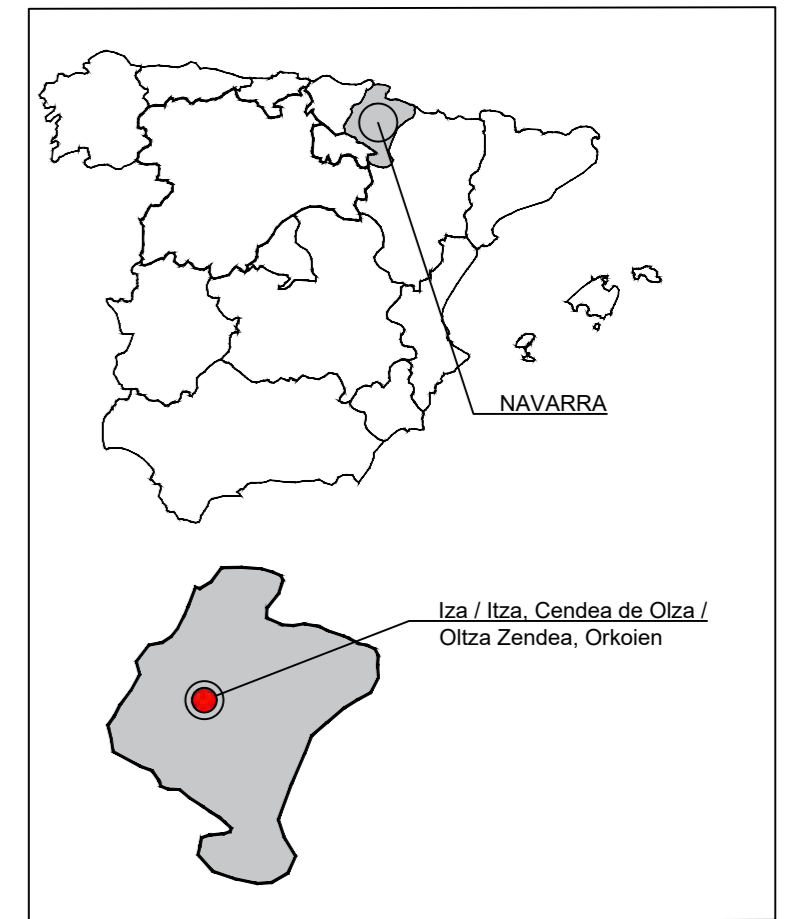 NAVARRA
Iza / Itza, Cendea de Olza /
Oltza Zendea, Orkoien